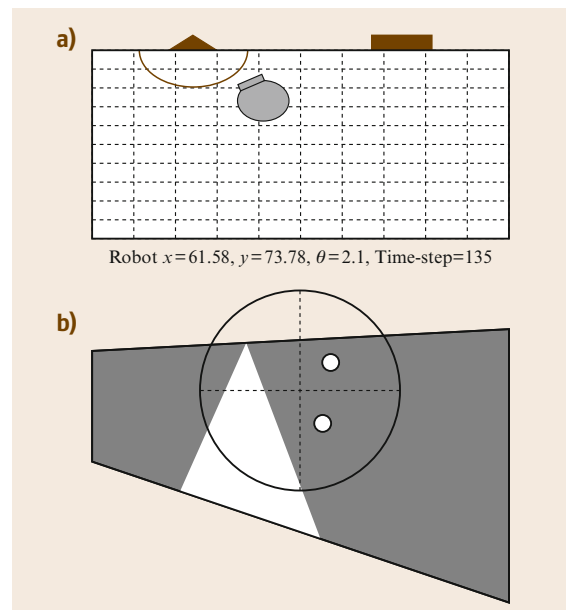 a)
Robot x=61.58, y=73.78, θ=2.1, Time-step=135
b)